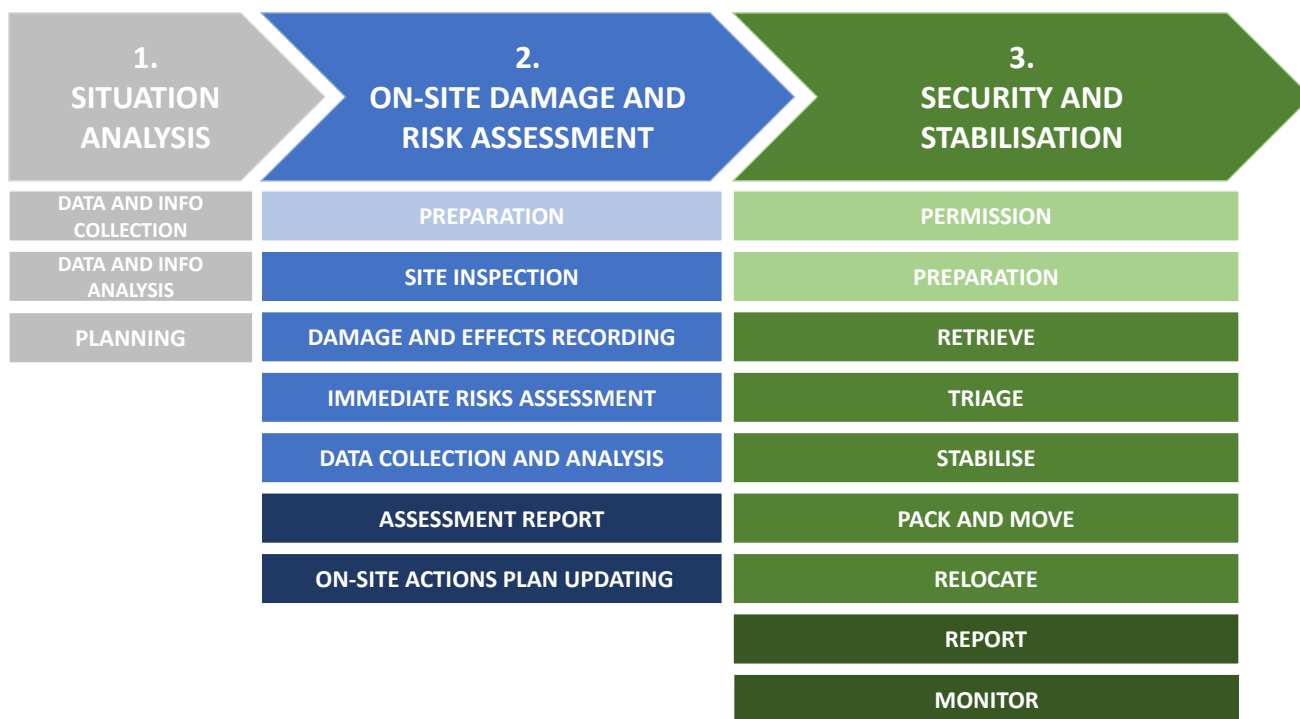 1.
SITUATION
ANALYSIS
2.
ON-SITE DAMAGE AND
RISK ASSESSMENT
3.
SECURITY AND
STABILISATION
DATA AND INFO
COLLECTION
DATA AND INFO
ANALYSIS
PLANNING
PREPARATION
SITE INSPECTION
DAMAGE AND EFFECTS RECORDING
IMMEDIATE RISKS ASSESSMENT
DATA COLLECTION AND ANALYSIS
ASSESSMENT REPORT
ON-SITE ACTIONS PLAN UPDATING
PERMISSION
PREPARATION
RETRIEVE
TRIAGE
STABILISE
PACK AND MOVE
RELOCATE
REPORT
MONITOR